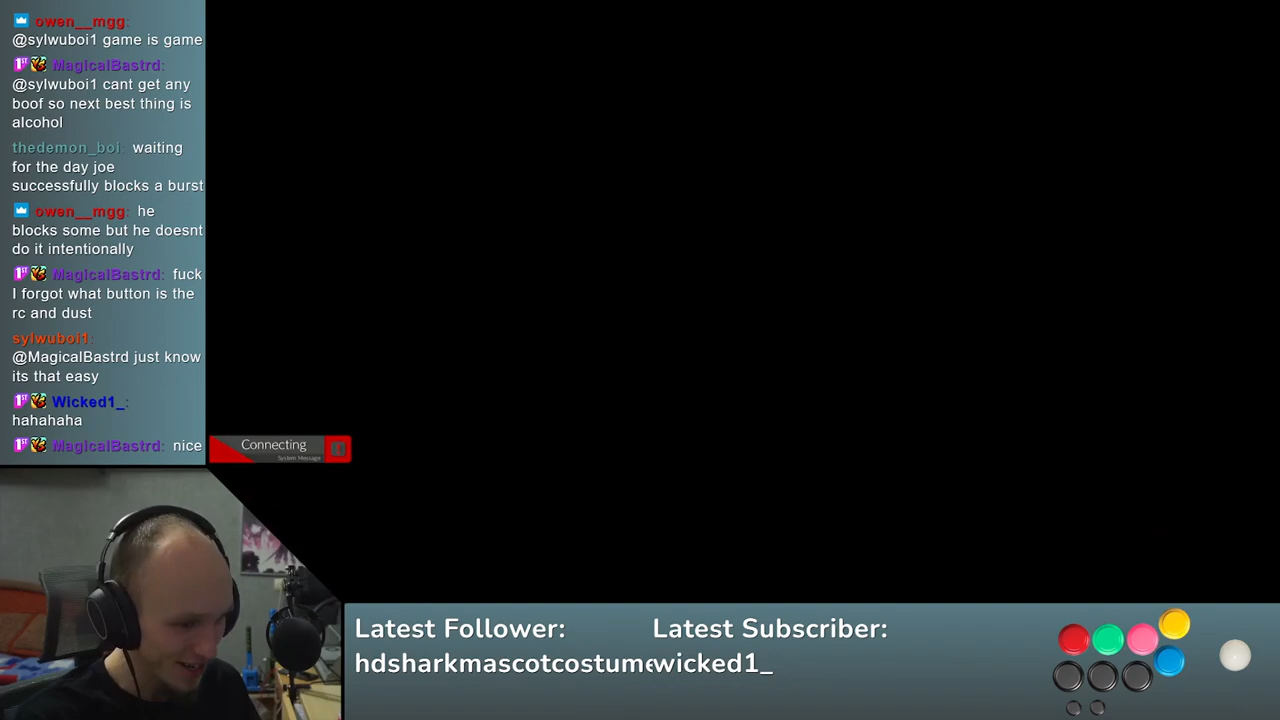 owen__mgg:
@sylwuboi1 game is game
MagicalBastrd:
@sylwuboi1 cant get any
boof so next best thing is
alcohol
thedemon_boi: waiting
for the day joe
successfully blocks a burst
owen__mgg: he
blocks some but he doesnt
do it intentionally
MagicalBastrd: fuck
I forgot what button is the
rc and dust
sylwuboi1:
@MagicalBastrd just know
its that easy
Wicked1_:
hahahaha
MagicalBastrd: nice
Connecting
System Message
Latest Follower:
hdsharkmascotcostume
Latest Subscriber:
wicked1_